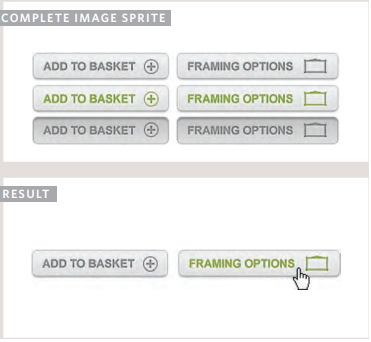 COMPLETE IMAGE SPRITE
ADD TO BASKET FRAMING OPTIONS
ADD TO BASKET FRAMING OPTIONS
ADD TO BASKET FRAMING OPTIONS
RESULT
ADD TO BASKET FRAMING OPTIONS